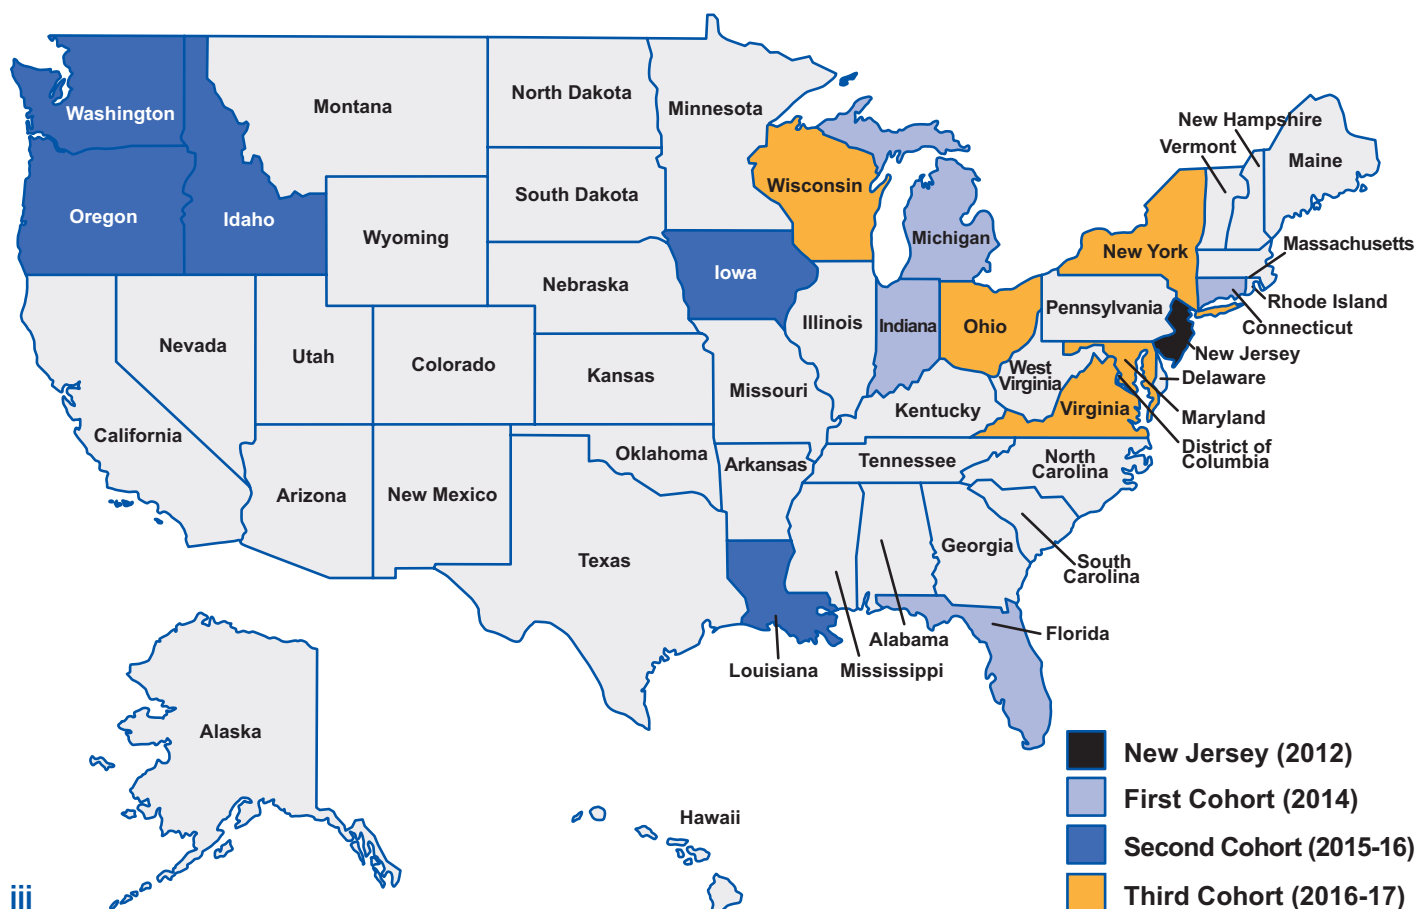 New Hampshire
Vermont
Maine
Washington
Montana
North Dakota
Minnesota
Oregon
Idaho
South Dakota
Wisconsin
Wyoming
Michigan
New York
Massachusetts
Iowa
Nebraska
Rhode Island
Pennsylvania
Connecticut
Illinois
Indiana
Ohio
Nevada
Utah
Colorado
New Jersey
Kansas
Missouri
West
Virginia
Delaware
Kentucky
Virginia
Maryland
California
District of
Columbia
Oklahoma
Arkansas
Tennessee
North
Carolina
Arizona
New Mexico
Texas
Georgia
South
Carolina
Alabama
Florida
Louisiana
Mississippi
Alaska
Hawaii
New Jersey (2012)
First Cohort (2014)
Second Cohort (2015-16)
Third Cohort (2016-17)
iii